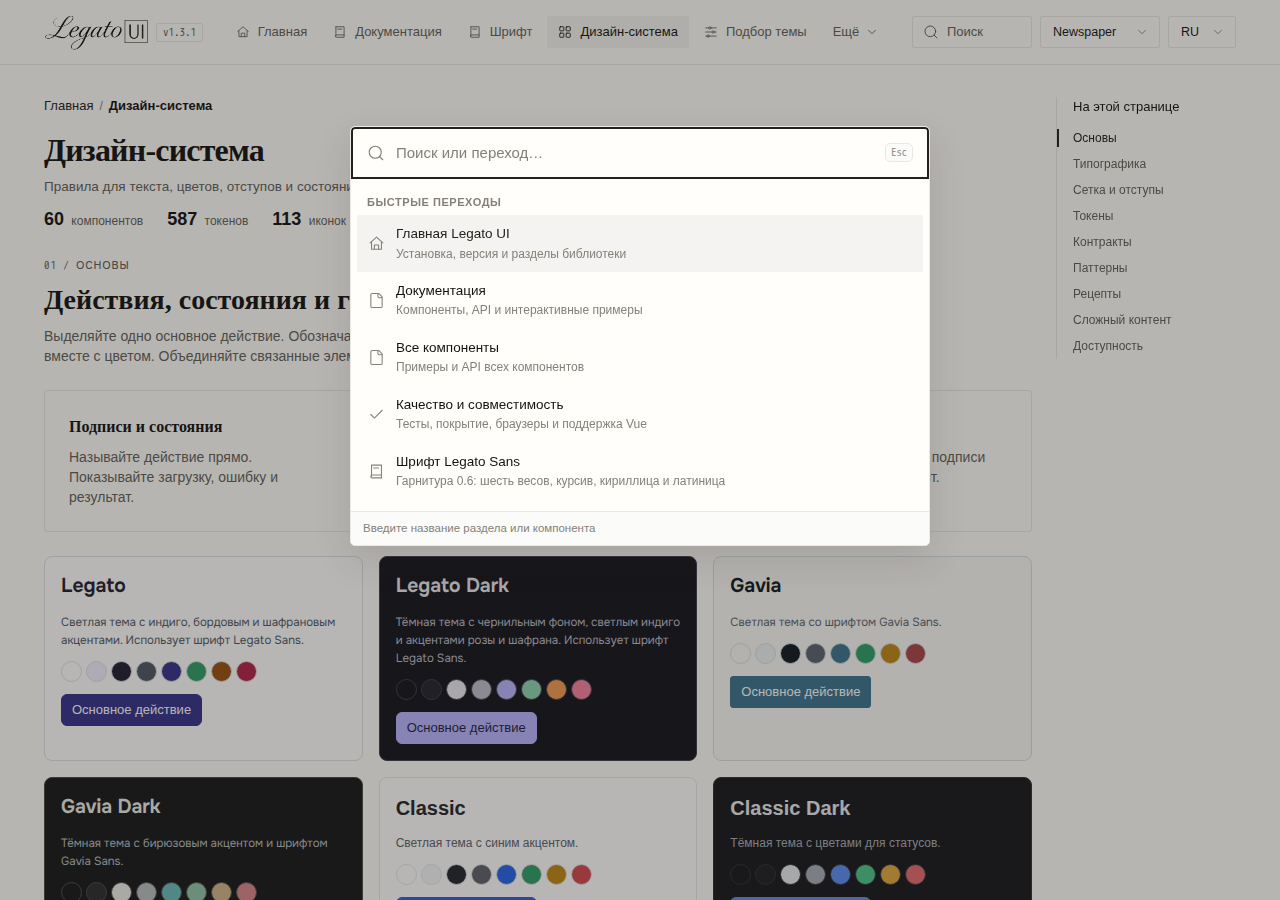 Legato UI v1.3.1 Главная Документация Шрифт Дизайн-система Подбор темы Ещё Поиск Newspaper RU
Главная / Дизайн-система
Дизайн-система
Правила для текста, цветов, отступов и состояни
60 компонентов 587 токенов 113 иконок
01 / ОСНОВЫ
Действия, состояния и г
Выделяйте одно основное действие. Обознача
вместе с цветом. Объединяйте связанные элем
Поиск или переход… Esc
БЫСТРЫЕ ПЕРЕХОДЫ
Главная Legato UI
Установка, версия и разделы библиотеки
Документация
Компоненты, API и интерактивные примеры
Все компоненты
Примеры и API всех компонентов
Качество и совместимость
Тесты, покрытие, браузеры и поддержка Vue
Шрифт Legato Sans
Гарнитура 0.6: шесть весов, курсив, кириллица и латиница
Введите название раздела или компонента
На этой странице
Основы
Типографика
Сетка и отступы
Токены
Контракты
Паттерны
Рецепты
Сложный контент
Доступность
Подписи и состояния
Называйте действие прямо.
Показывайте загрузку, ошибку и
результат.
подписи
т.
Legato
Светлая тема с индиго, бордовым и шафрановым
акцентами. Использует шрифт Legato Sans.
Основное действие
Legato Dark
Тёмная тема с чернильным фоном, светлым индиго
и акцентами розы и шафрана. Использует шрифт
Legato Sans.
Основное действие
Gavia
Светлая тема со шрифтом Gavia Sans.
Основное действие
Gavia Dark
Тёмная тема с бирюзовым акцентом и шрифтом
Gavia Sans.
Classic
Светлая тема с синим акцентом.
Classic Dark
Тёмная тема с цветами для статусов.